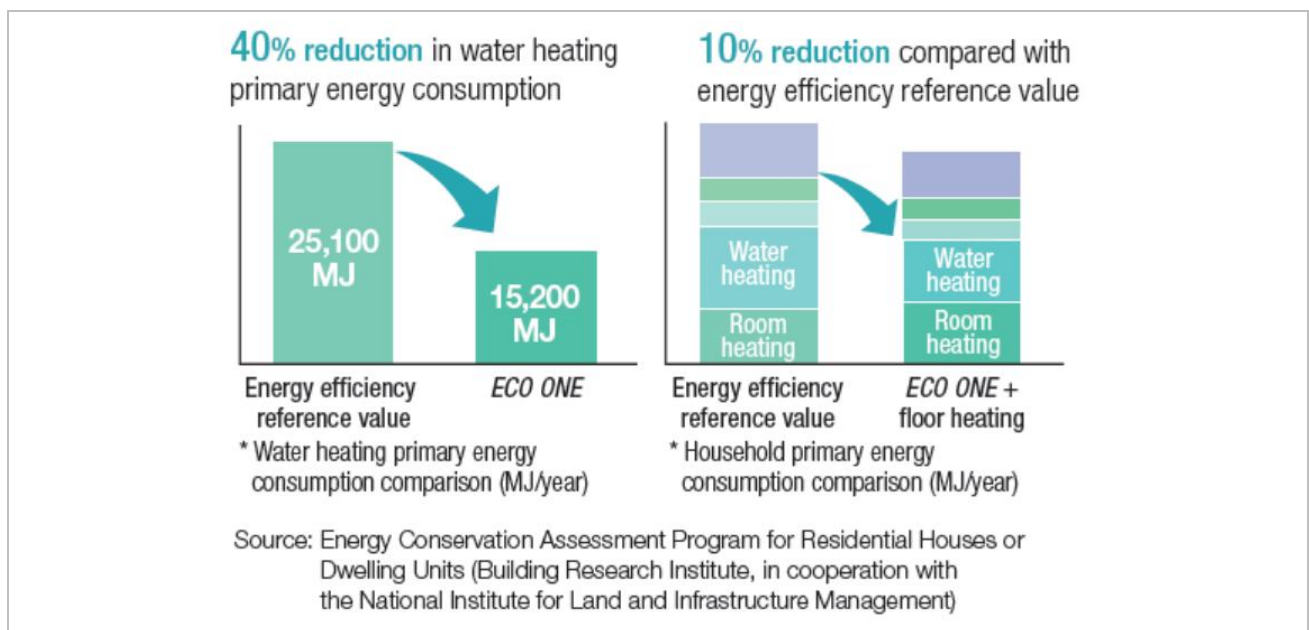 40% reduction in water heating
primary energy consumption
25,100
MJ
15,200
MJ
Energy efficiency
reference value
ECO ONE
* Water heating primary energy
consumption comparison (MJ/year)
10% reduction compared with
energy efficiency reference value
Water
heating
Room
heating
Water
heating
Room
heating
Energy efficiency
reference value
ECO ONE +
floor heating
* Household primary energy
consumption comparison (MJ/year)
Source: Energy Conservation Assessment Program for Residential Houses or
Dwelling Units (Building Research Institute, in cooperation with
the National Institute for Land and Infrastructure Management)